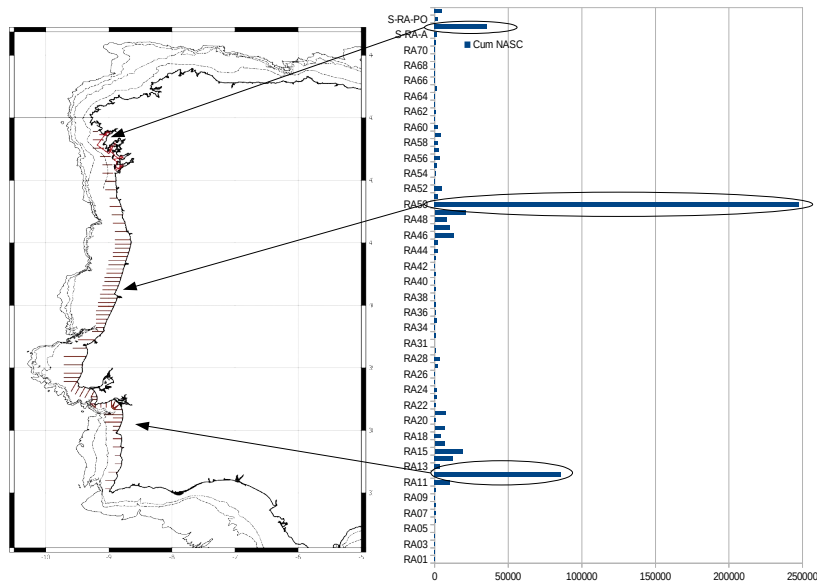 S-RA-PO
S-RA-A
Cum NASC
RA70
RA68
RA66
RA64
RA62
RA60
RA58
RA56
RA54
RA52
RA50
RA48
RA46
RA44
RA42
RA40
RA38
RA36
RA34
RA31
RA28
RA26
RA24
RA22
RA20
RA18
RA15
RA13
RA11
RA09
RA07
RA05
RA03
RA01
0 50000 100000 150000 200000 250000
-10 -9 -8 -7 -6 -5